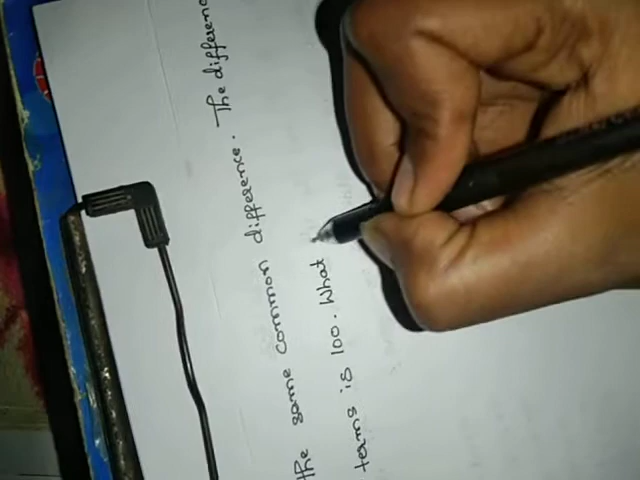 the same common difference. The difference
terms is 100. What